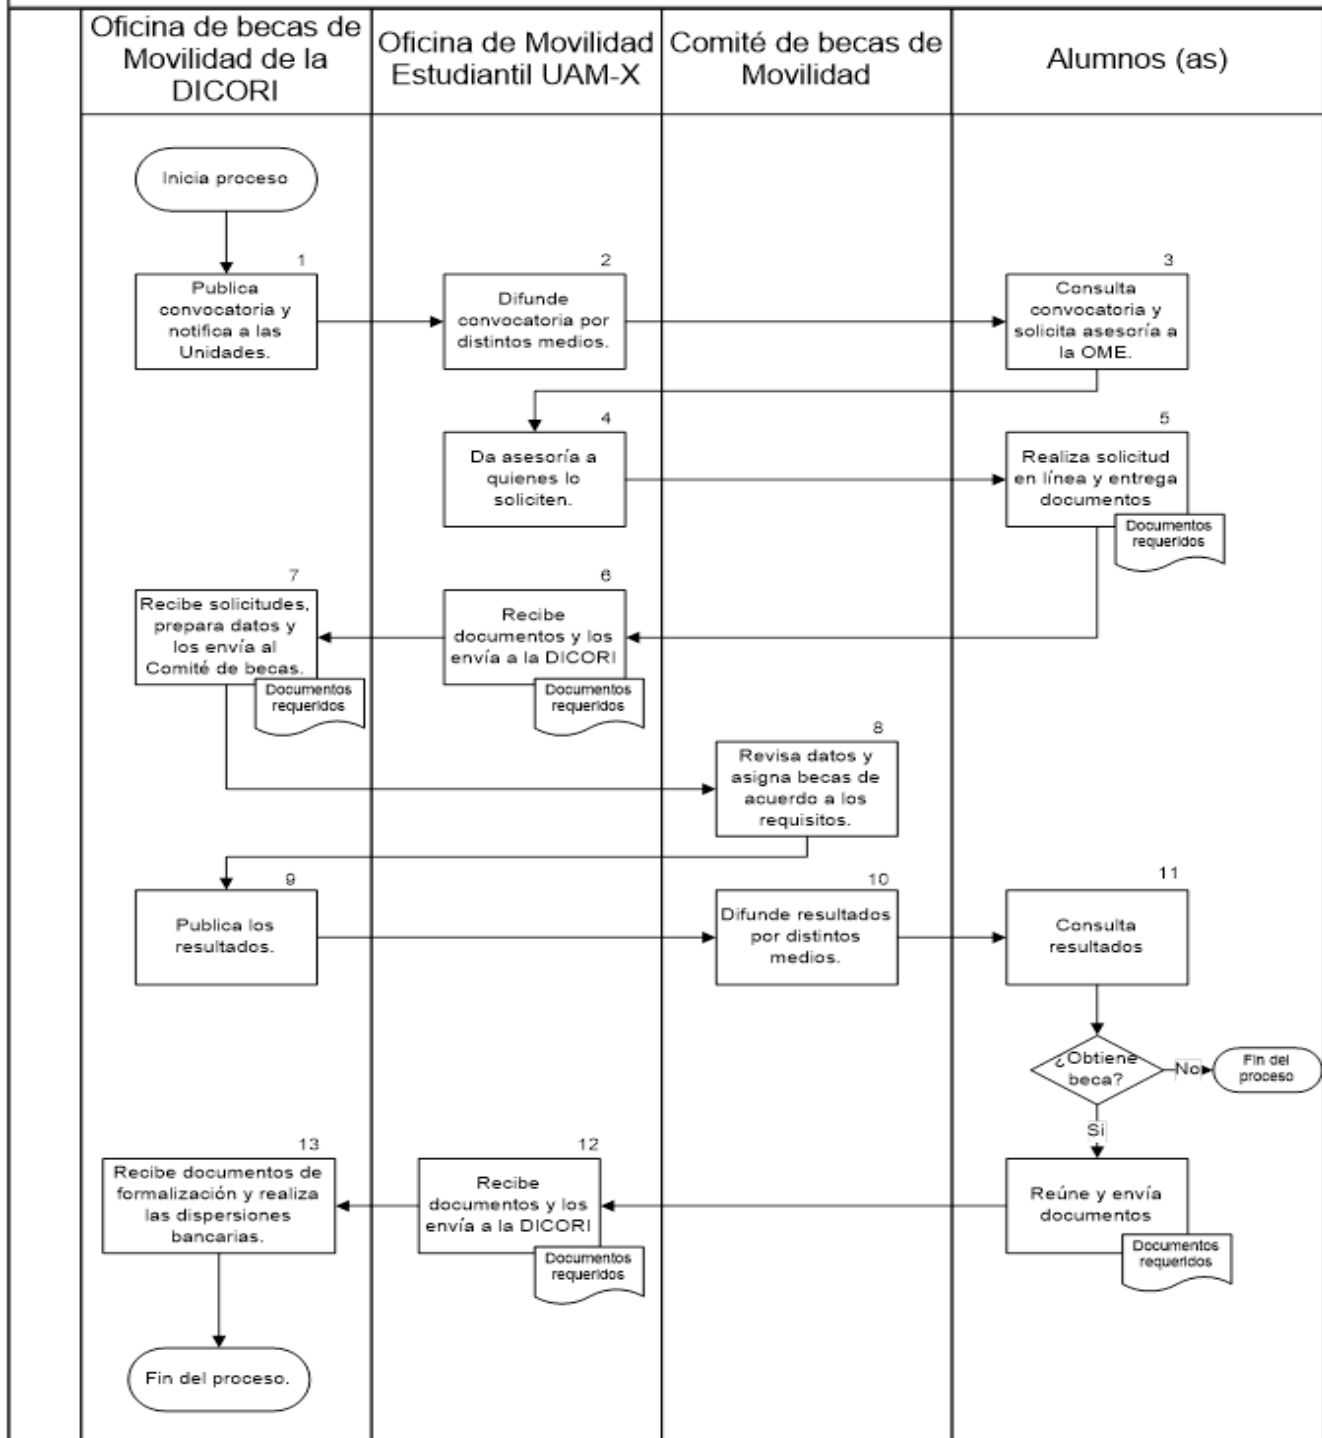 Oficina de becas de
Movilidad de la
DICORI
Oficina de Movilidad
Estudiantil UAM-X
Comité de becas de
Movilidad
Alumnos (as)
Inicia proceso
1
Publica
convocatoria y
notifica a las
Unidades.
2
Difunde
convocatoria por
distintos medios.
3
Consulta
convocatoria y
solicita asesoría a
la OME.
4
Da asesoría a
quienes lo
soliciten.
5
Realiza solicitud
en línea y entrega
documentos
Documentos
requeridos
7
Recibe solicitudes,
prepara datos y
los envía al
Comité de becas.
Documentos
requeridos
6
Recibe
documentos y los
envía a la DICORI
Documentos
requeridos
8
Revisa datos y
asigna becas de
acuerdo a los
requisitos.
9
Publica los
resultados.
10
Difunde resultados
por distintos
medios.
11
Consulta
resultados
¿Obtiene
beca?
No
Fin del
proceso
Si
13
Recibe documentos de
formalización y realiza
las dispersiones
bancarias.
12
Recibe
documentos y los
envía a la DICORI
Documentos
requeridos
Reúne y envía
documentos
Documentos
requeridos
Fin del proceso.